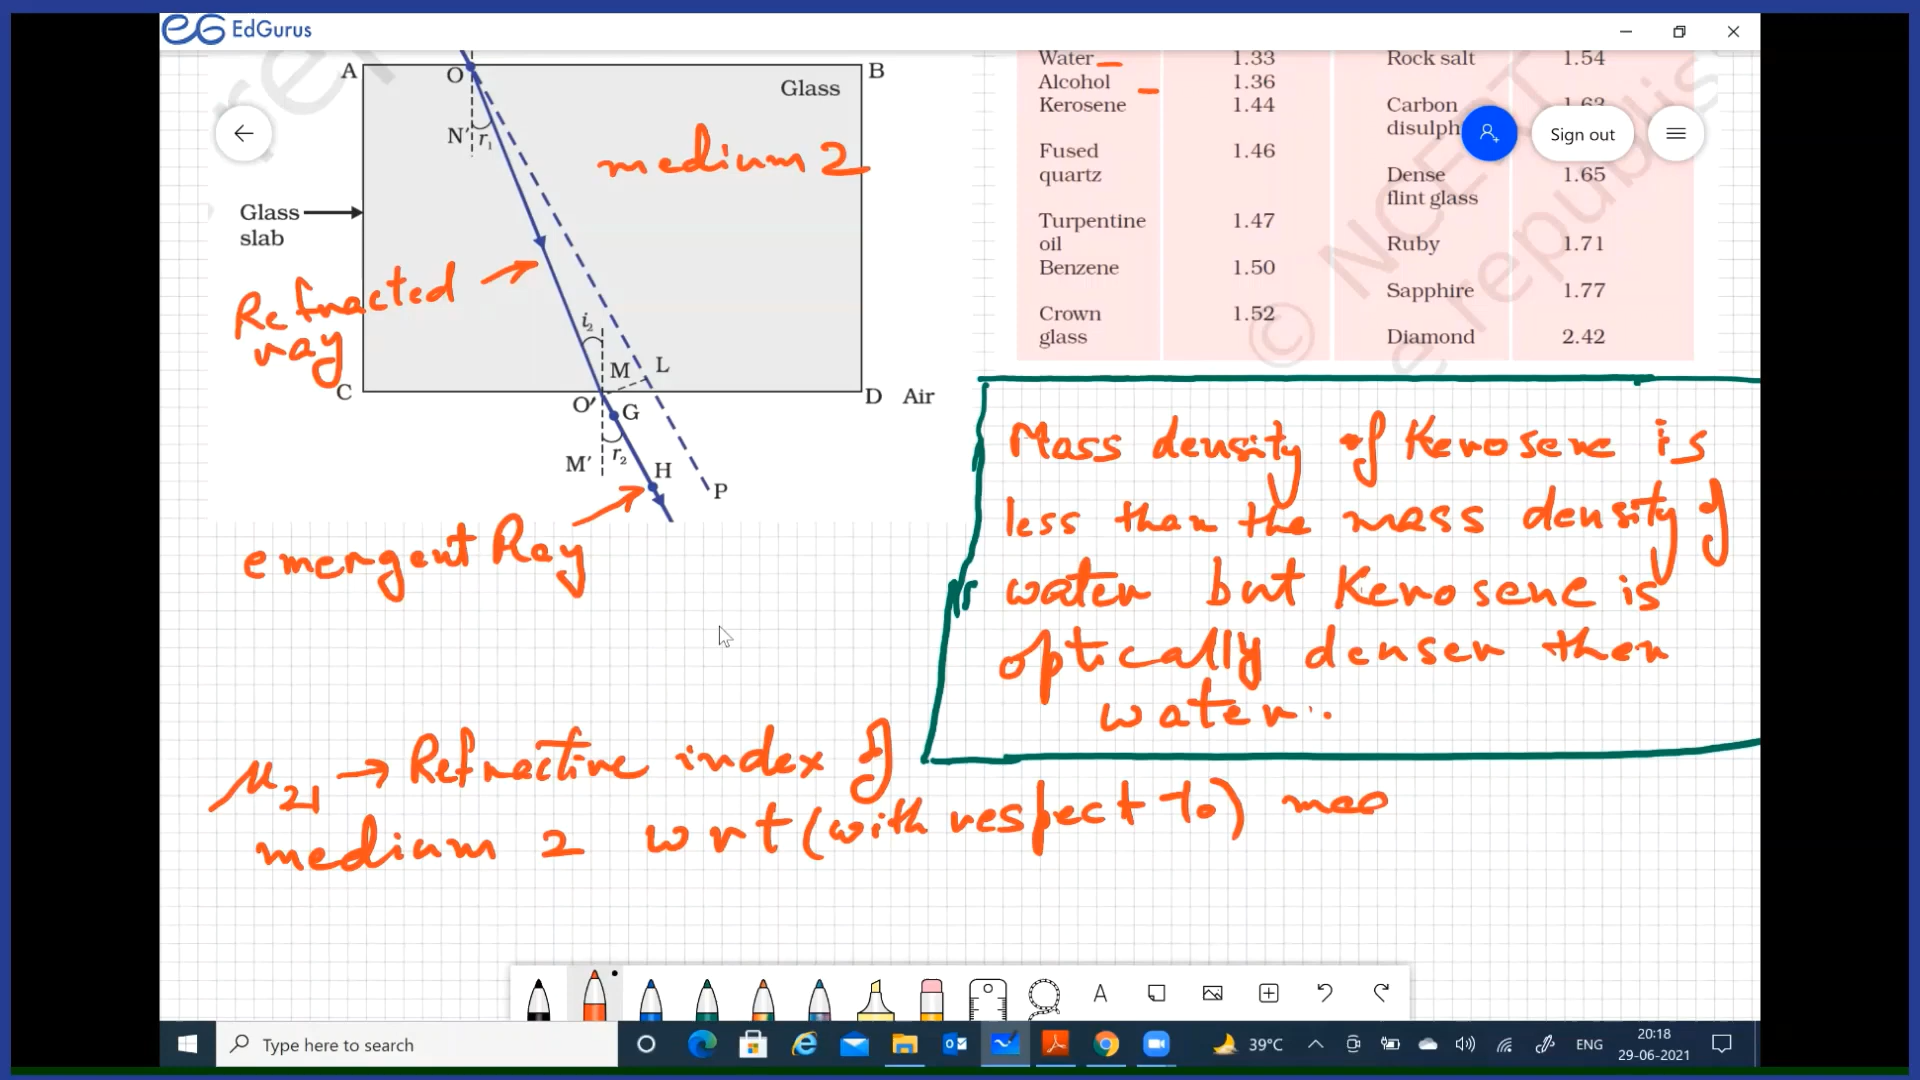 EdGurus
A
O
B
Glass
N′
r₁
medium 2
Glass
slab
Refracted
ray
i₂
M
L
C
O′
G
D
Air
M′
r₂
H
P
emergent Ray
Water
1.33
Rock salt
1.54
Alcohol
1.36
Kerosene
1.44
Carbon
disulph
1.63
Fused
quartz
1.46
Dense
flint glass
1.65
Turpentine
oil
1.47
Ruby
1.71
Benzene
1.50
Sapphire
1.77
Crown
glass
1.52
Diamond
2.42
© NCERT
republis
Sign out
Mass density of Kerosene is
less than the mass density of
water but Kerosene is
optically denser than
water..
μ₂₁ → Refractive index of
medium 2 wrt (with respect to) med
A
Type here to search
39°C
ENG
20:18
29-06-2021